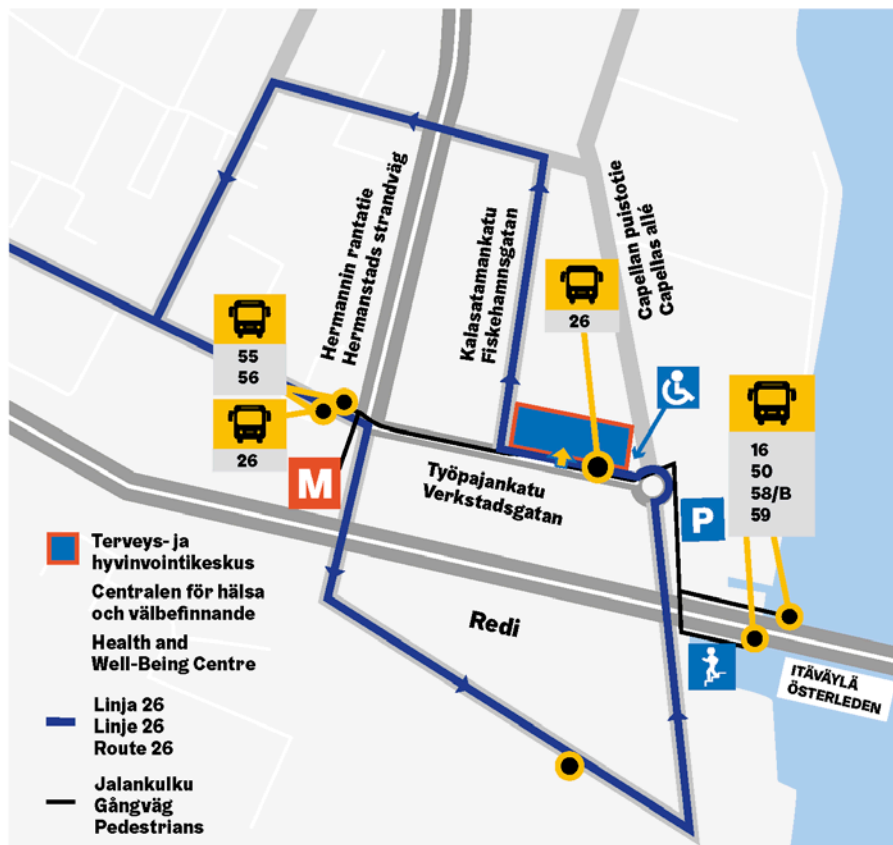 Hermannin rantatie
Hermanstads strandväg
Kalasatamankatu
Fiskehamnsgatan
Capellan puistotie
Capellas allé
26
55
56
26
M
16
50
58/B
59
P
Työpajankatu
Verkstadsgatan
Redi
ITÄVÄYLÄ
ÖSTERLEDEN
Terveys- ja
hyvinvointikeskus
Centralen för hälsa
och välbefinnande
Health and
Well-Being Centre
Linja 26
Linje 26
Route 26
Jalankulku
Gångväg
Pedestrians